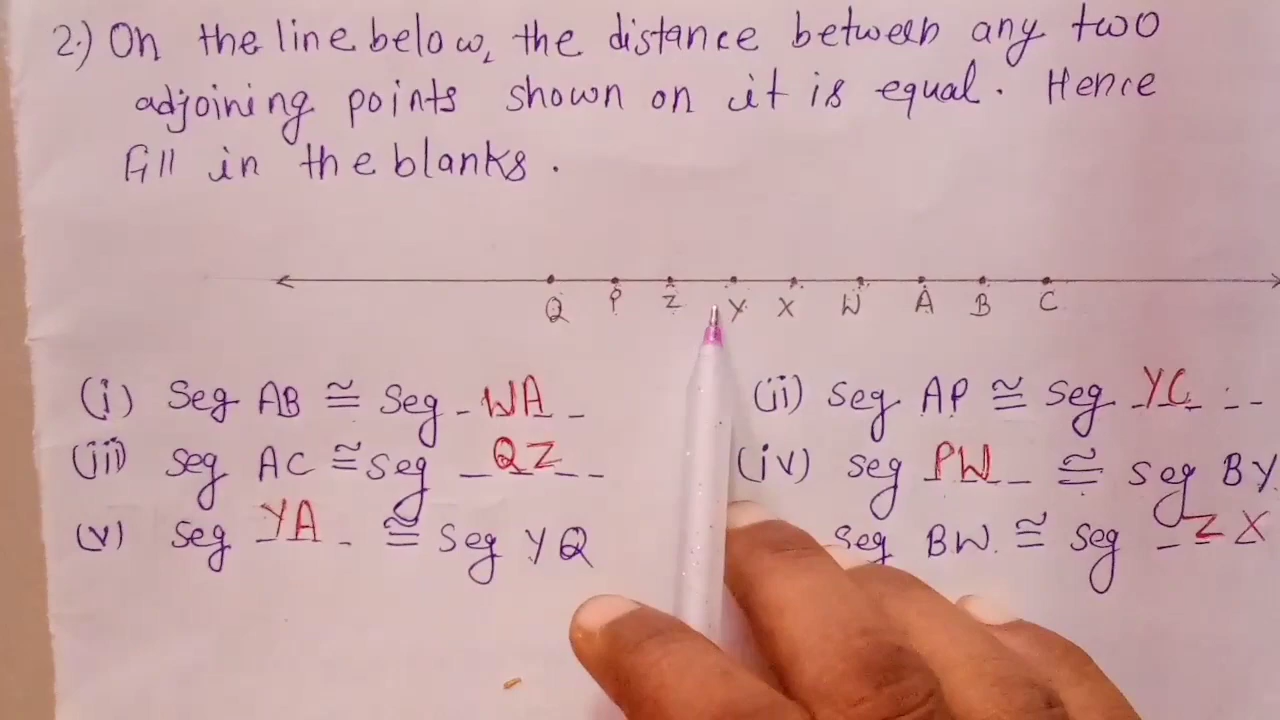 2.) On the line below, the distance between any two
adjoining points shown on it is equal. Hence
fill in the blanks.
Q P Z Y X W A B C
(i) seg AB ≅ seg - WA - (ii) seg AP ≅ seg YC - -
(iii) seg AC ≅ seg QZ - - (iv) seg PW - ≅ seg BY
(v) seg YA - ≅ seg YQ seg BW. ≅ seg - ZX